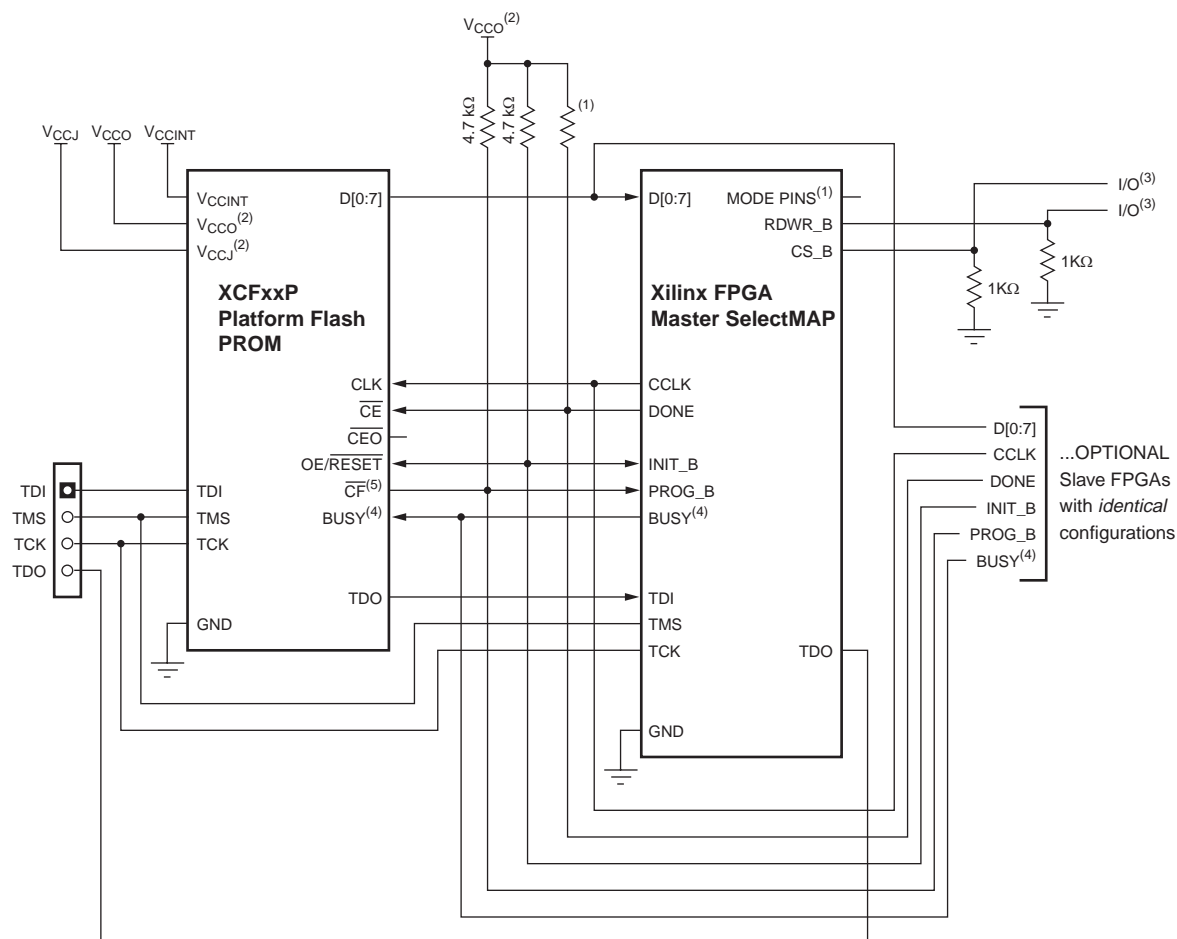 VCCO(2)
4.7 kΩ
4.7 kΩ
(1)
VCCJ VCCO VCCINT
VCCINT
VCCO(2)
VCCJ(2)
XCFxxP
Platform Flash
PROM
D[0:7]
CLK
CE
CEO
OE/RESET
CF(5)
BUSY(4)
TDI
TMS
TCK
TDO
GND
TDI
TMS
TCK
TDO
D[0:7]
MODE PINS(1)
RDWR_B
CS_B
Xilinx FPGA
Master SelectMAP
CCLK
DONE
INIT_B
PROG_B
BUSY(4)
TDI
TMS
TCK
TDO
GND
I/O(3)
I/O(3)
1KΩ
1KΩ
D[0:7]
CCLK
DONE
INIT_B
PROG_B
BUSY(4)
...OPTIONAL
Slave FPGAs
with identical
configurations